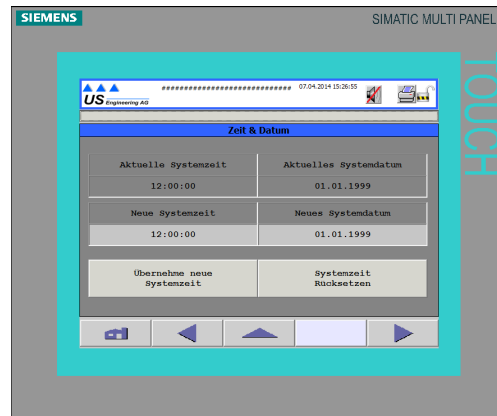 SIEMENS
SIMATIC MULTI PANEL
TOUCH
US Engineering AG
##############################
07.04.2014 15:26:55
Zeit & Datum
Aktuelle Systemzeit
Aktuelles Systemdatum
12:00:00
01.01.1999
Neue Systemzeit
Neues Systemdatum
12:00:00
01.01.1999
Übernehme neue
Systemzeit
Systemzeit
Rücksetzen